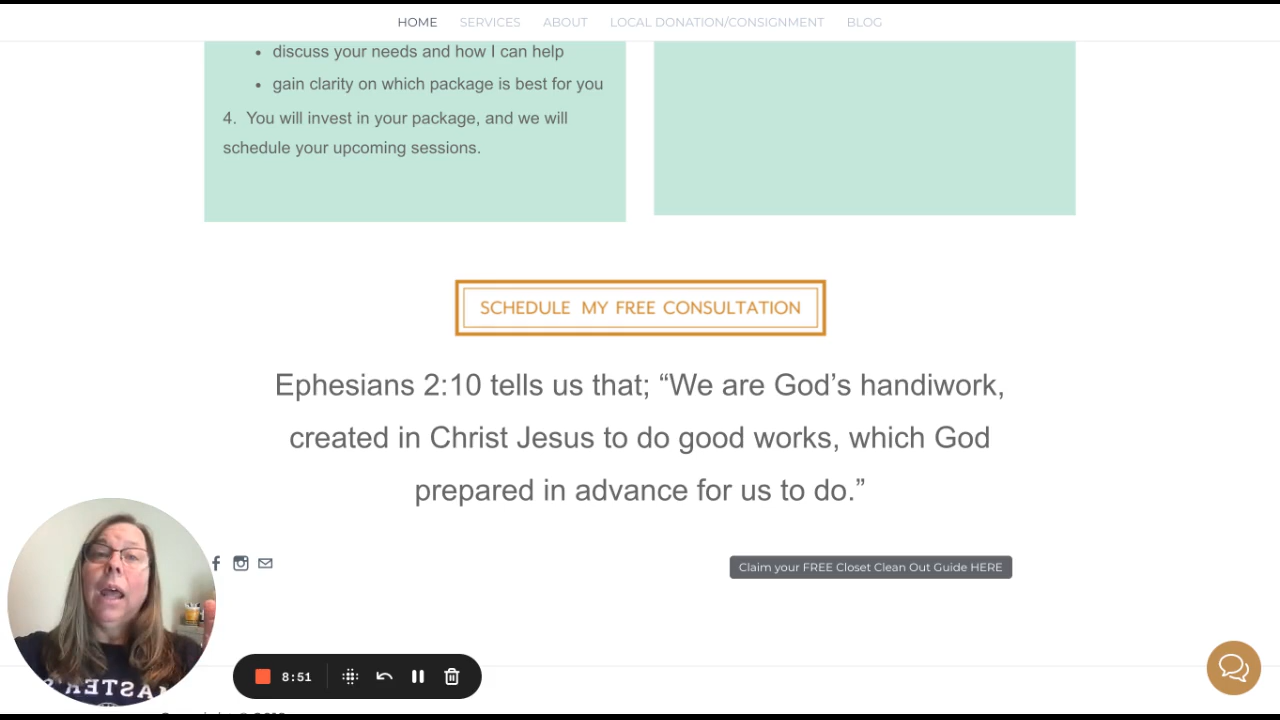 HOME SERVICES ABOUT LOCAL DONATION/CONSIGNMENT BLOG
• discuss your needs and how I can help
• gain clarity on which package is best for you
4. You will invest in your package, and we will
schedule your upcoming sessions.
SCHEDULE MY FREE CONSULTATION
Ephesians 2:10 tells us that; “We are God’s handiwork,
created in Christ Jesus to do good works, which God
prepared in advance for us to do.”
Claim your FREE Closet Clean Out Guide HERE
8:51